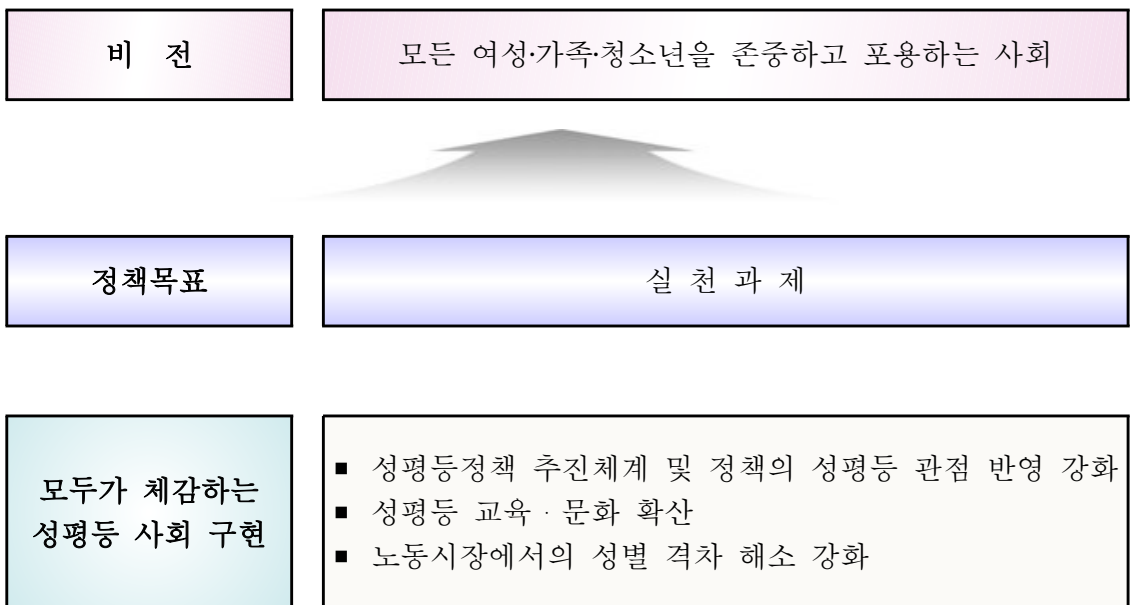 비 전
모든 여성·가족·청소년을 존중하고 포용하는 사회
정책목표
실 천 과 제
모두가 체감하는
성평등 사회 구현
▪ 성평등정책 추진체계 및 정책의 성평등 관점 반영 강화
▪ 성평등 교육·문화 확산
▪ 노동시장에서의 성별 격차 해소 강화